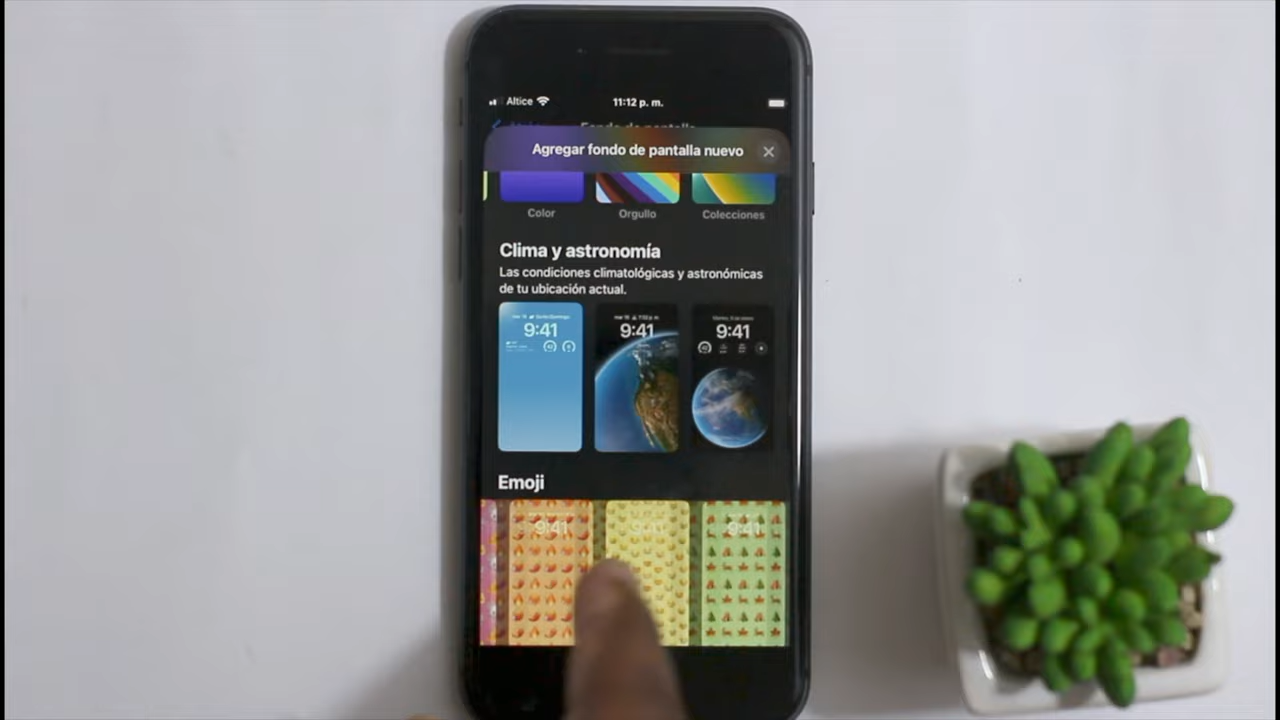 Altice
11:12 p. m.
Agregar fondo de pantalla nuevo
Color
Orgullo
Colecciones
Clima y astronomía
Las condiciones climatológicas y astronómicas
de tu ubicación actual.
9:41
9:41
9:41
Emoji
9:41
9:41
9:41